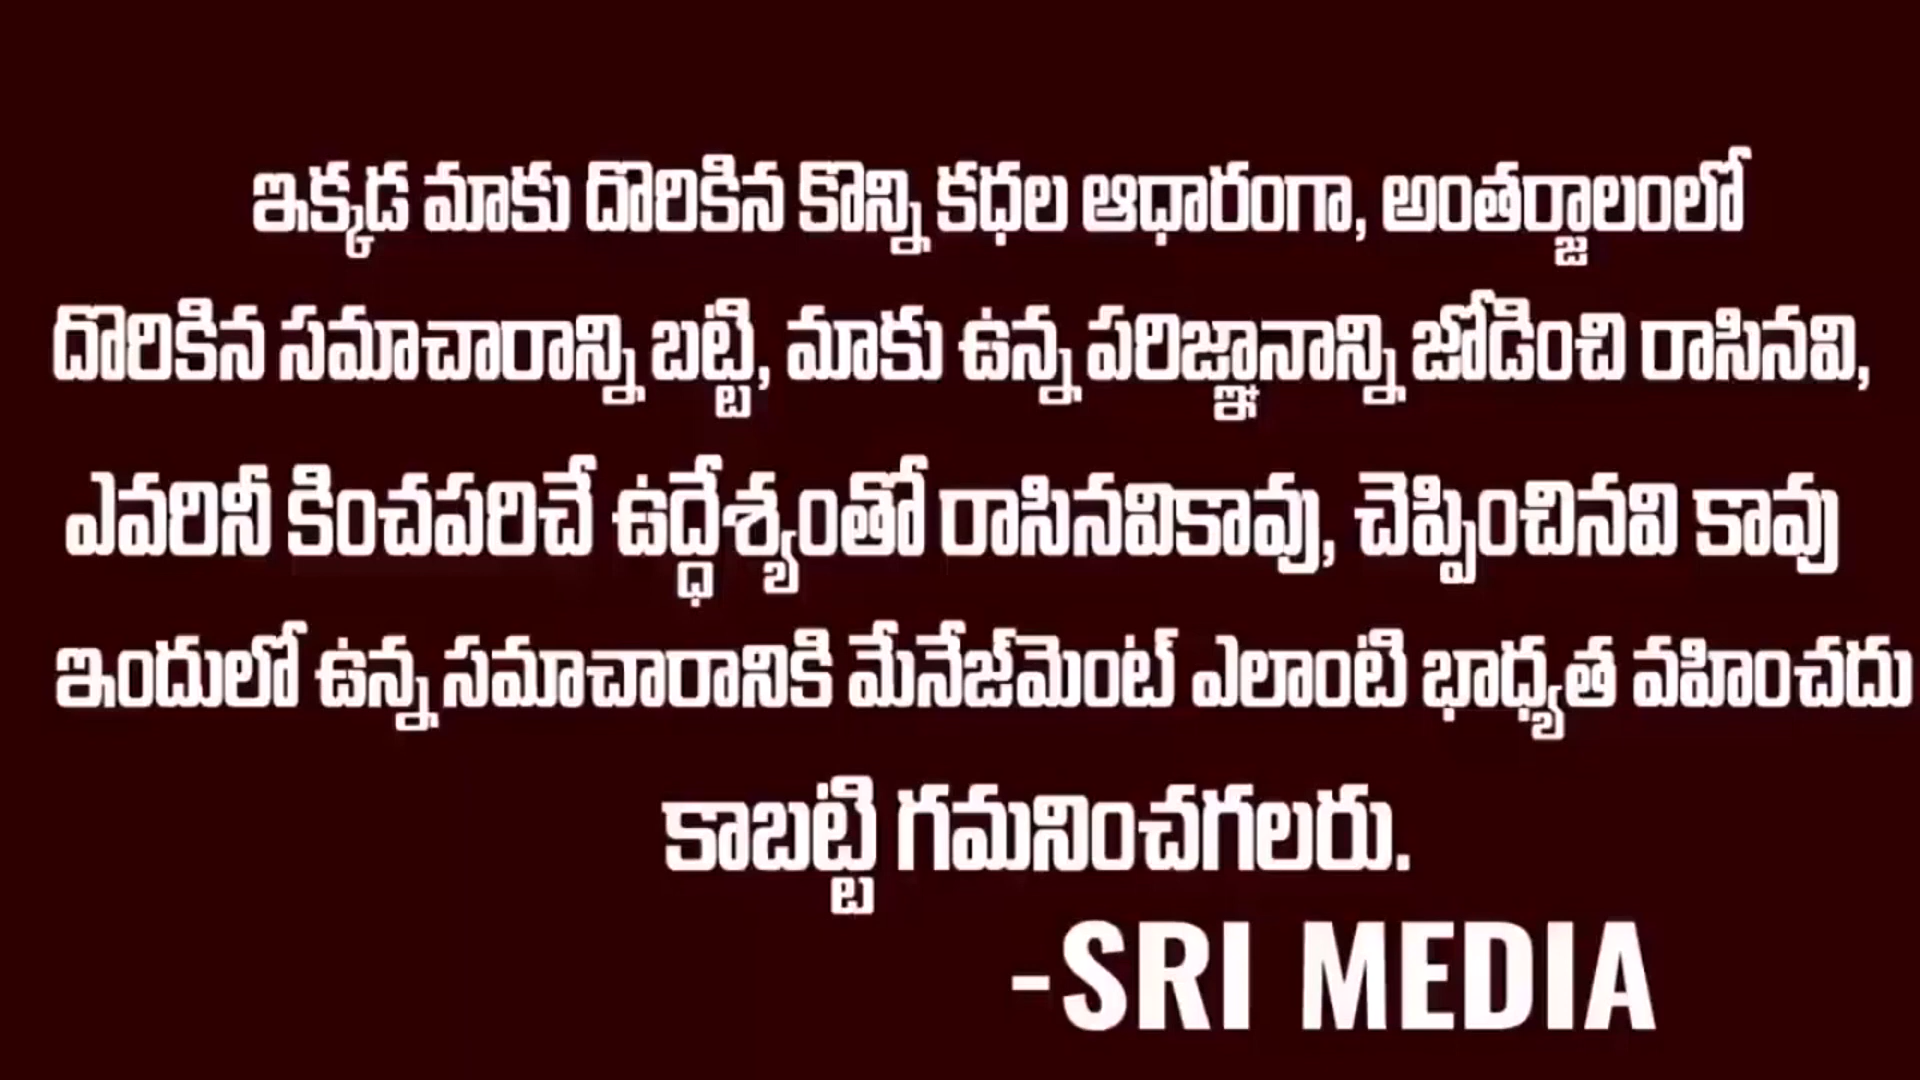 ఇక్కడ మాకు దొరికిన కొన్ని కధల ఆధారంగా, అంతర్జాలంలో
దొరికిన సమాచారాన్ని బట్టి, మాకు ఉన్న పరిజ్ఞానాన్ని జోడించి రాసినవి,
ఎవరినీ కించపరిచే ఉద్ధేశ్యంతో రాసినవికావు, చెప్పించినవి కావు
ఇందులో ఉన్న సమాచారానికి మేనేజ్‌మెంట్ ఎలాంటి భాధ్యత వహించదు
కాబట్టి గమనించగలరు.
-SRI MEDIA